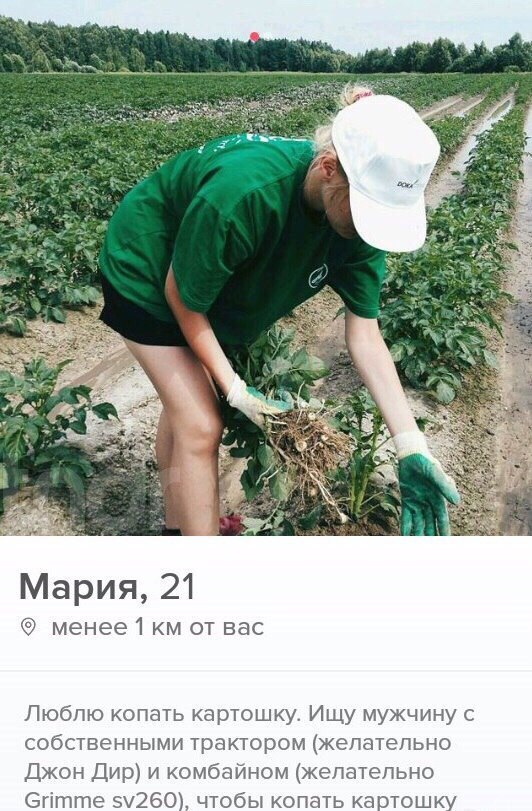 DOKA
Мария, 21
менее 1 км от вас
Люблю копать картошку. Ищу мужчину с
собственными трактором (желательно
Джон Дир) и комбайном (желательно
Grimme sv260), чтобы копать картошку